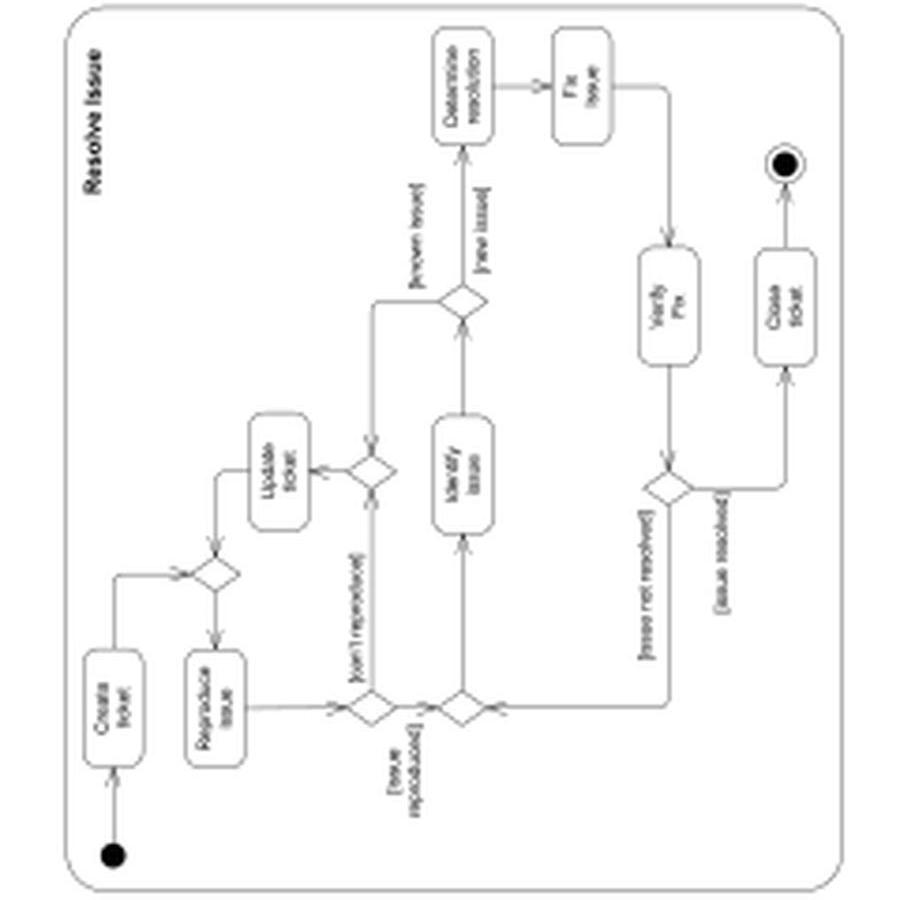 Resolve Issue
Create
ticket
Reproduce
Issue
Update
ticket
[can't reproduce]
[Issue
reproduced]
Identify
issue
[known issue]
[new issue]
Determine
resolution
Fix
Issue
Verify
Fix
[issue not resolved]
[issue resolved]
Close
ticket